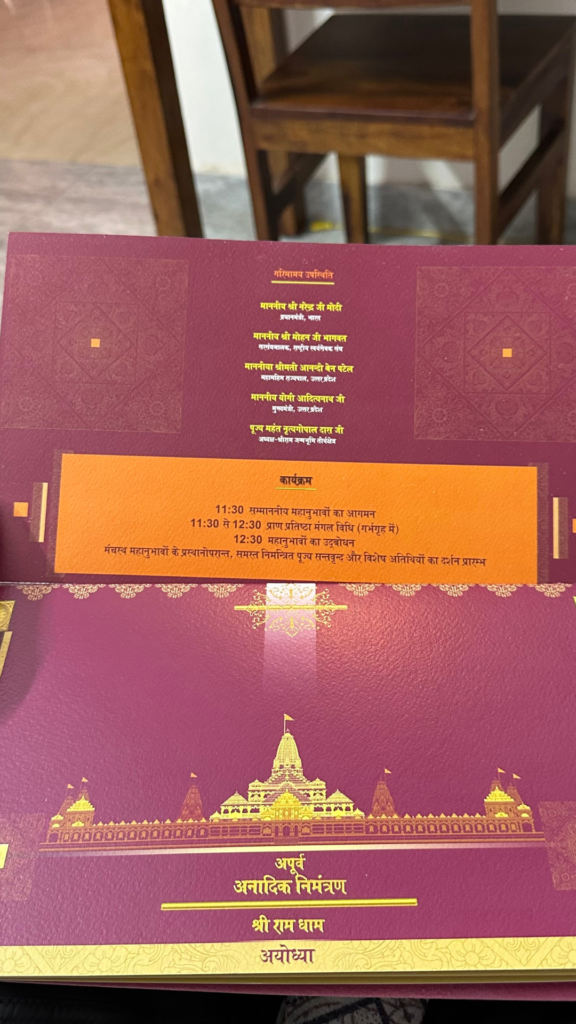 गरिमामय उपस्थिति
माननीय श्री नरेन्द्र जी मोदी
प्रधानमंत्री, भारत
माननीय श्री मोहन जी भागवत
सरसंघचालक, राष्ट्रीय स्वयंसेवक संघ
माननीया श्रीमती आनन्दी बेन पटेल
महामहिम राज्यपाल, उत्तर प्रदेश
माननीय योगी आदित्यनाथ जी
मुख्यमंत्री, उत्तर प्रदेश
पूज्य महंत नृत्यगोपाल दास जी
अध्यक्ष-श्रीराम जन्मभूमि तीर्थक्षेत्र
कार्यक्रम
11:30 सम्माननीय महानुभावों का आगमन
11:30 से 12:30 प्राण प्रतिष्ठा मंगल विधि (गर्भगृह में)
12:30 महानुभावों का उद्बोधन
मंचस्थ महानुभावों के प्रस्थानोपरान्त, समस्त निमन्त्रित पूज्य सन्तवृन्द और विशेष अतिथियों का दर्शन प्रारम्भ
अपूर्व
अनादिक निमंत्रण
श्री राम धाम
अयोध्या